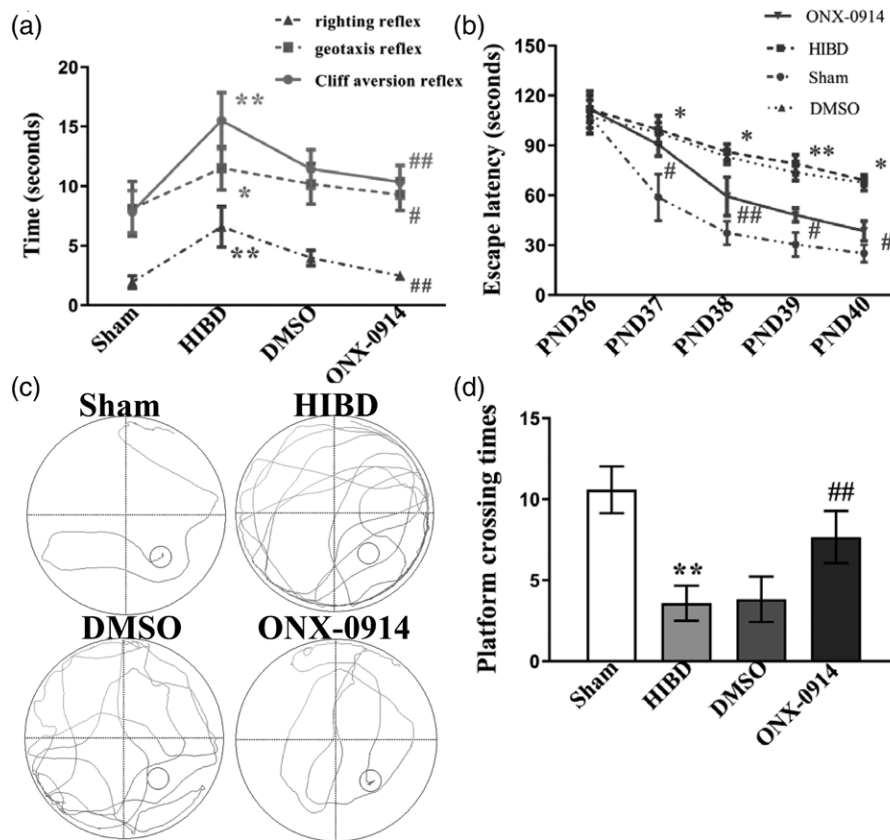 (a)
righting reflex
geotaxis reflex
Cliff aversion reflex
Time (seconds)
20
15
10
5
0
**
*
**
##
#
##
Sham
HIBD
DMSO
ONX-0914
(b)
ONX-0914
HIBD
Sham
DMSO
Escape latency (seconds)
150
120
90
60
30
0
*
*
**
*
#
##
#
#
PND36
PND37
PND38
PND39
PND40
(c)
Sham
HIBD
DMSO
ONX-0914
(d)
Platform crossing times
15
10
5
0
**
##
Sham
HIBD
DMSO
ONX-0914